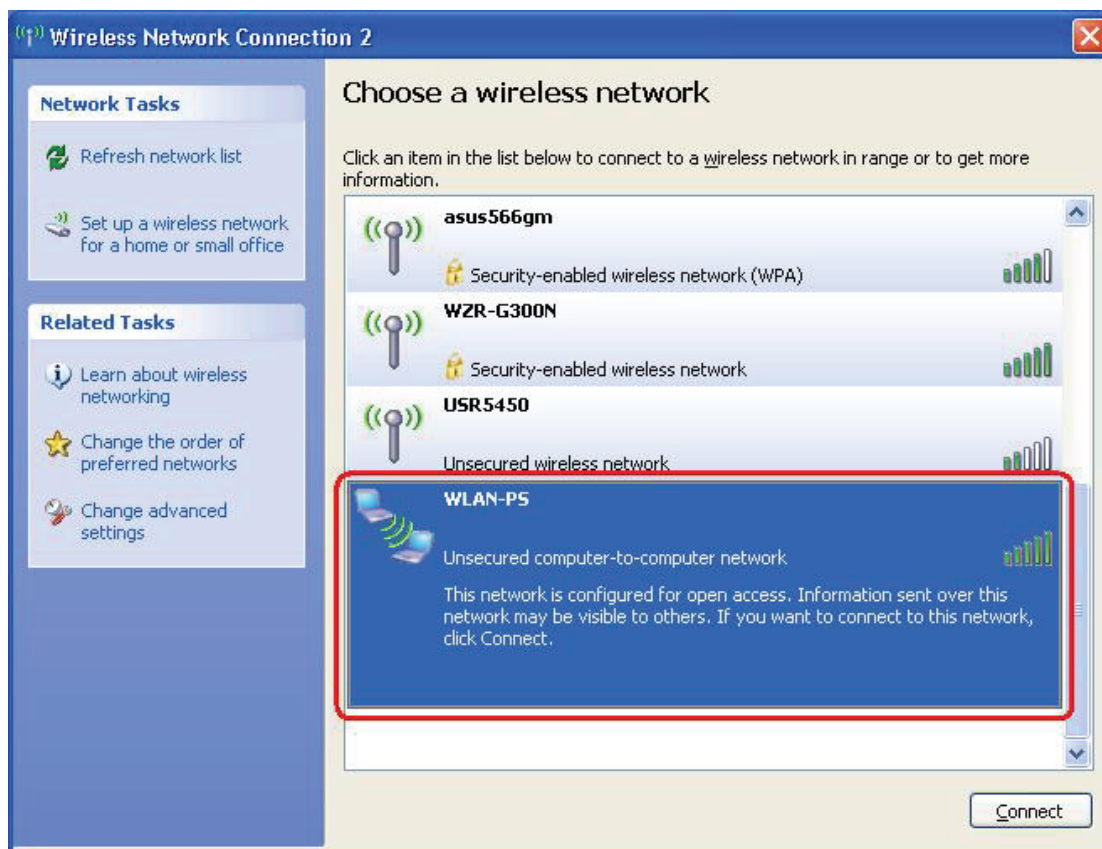 Wireless Network Connection 2
Network Tasks
Refresh network list
Set up a wireless network
for a home or small office
Related Tasks
Learn about wireless
networking
Change the order of
preferred networks
Change advanced
settings
Choose a wireless network
Click an item in the list below to connect to a wireless network in range or to get more
information.
asus566gm
Security-enabled wireless network (WPA)
WZR-G300N
Security-enabled wireless network
USR5450
Unsecured wireless network
WLAN-PS
Unsecured computer-to-computer network
This network is configured for open access. Information sent over this
network may be visible to others. If you want to connect to this network,
click Connect.
Connect